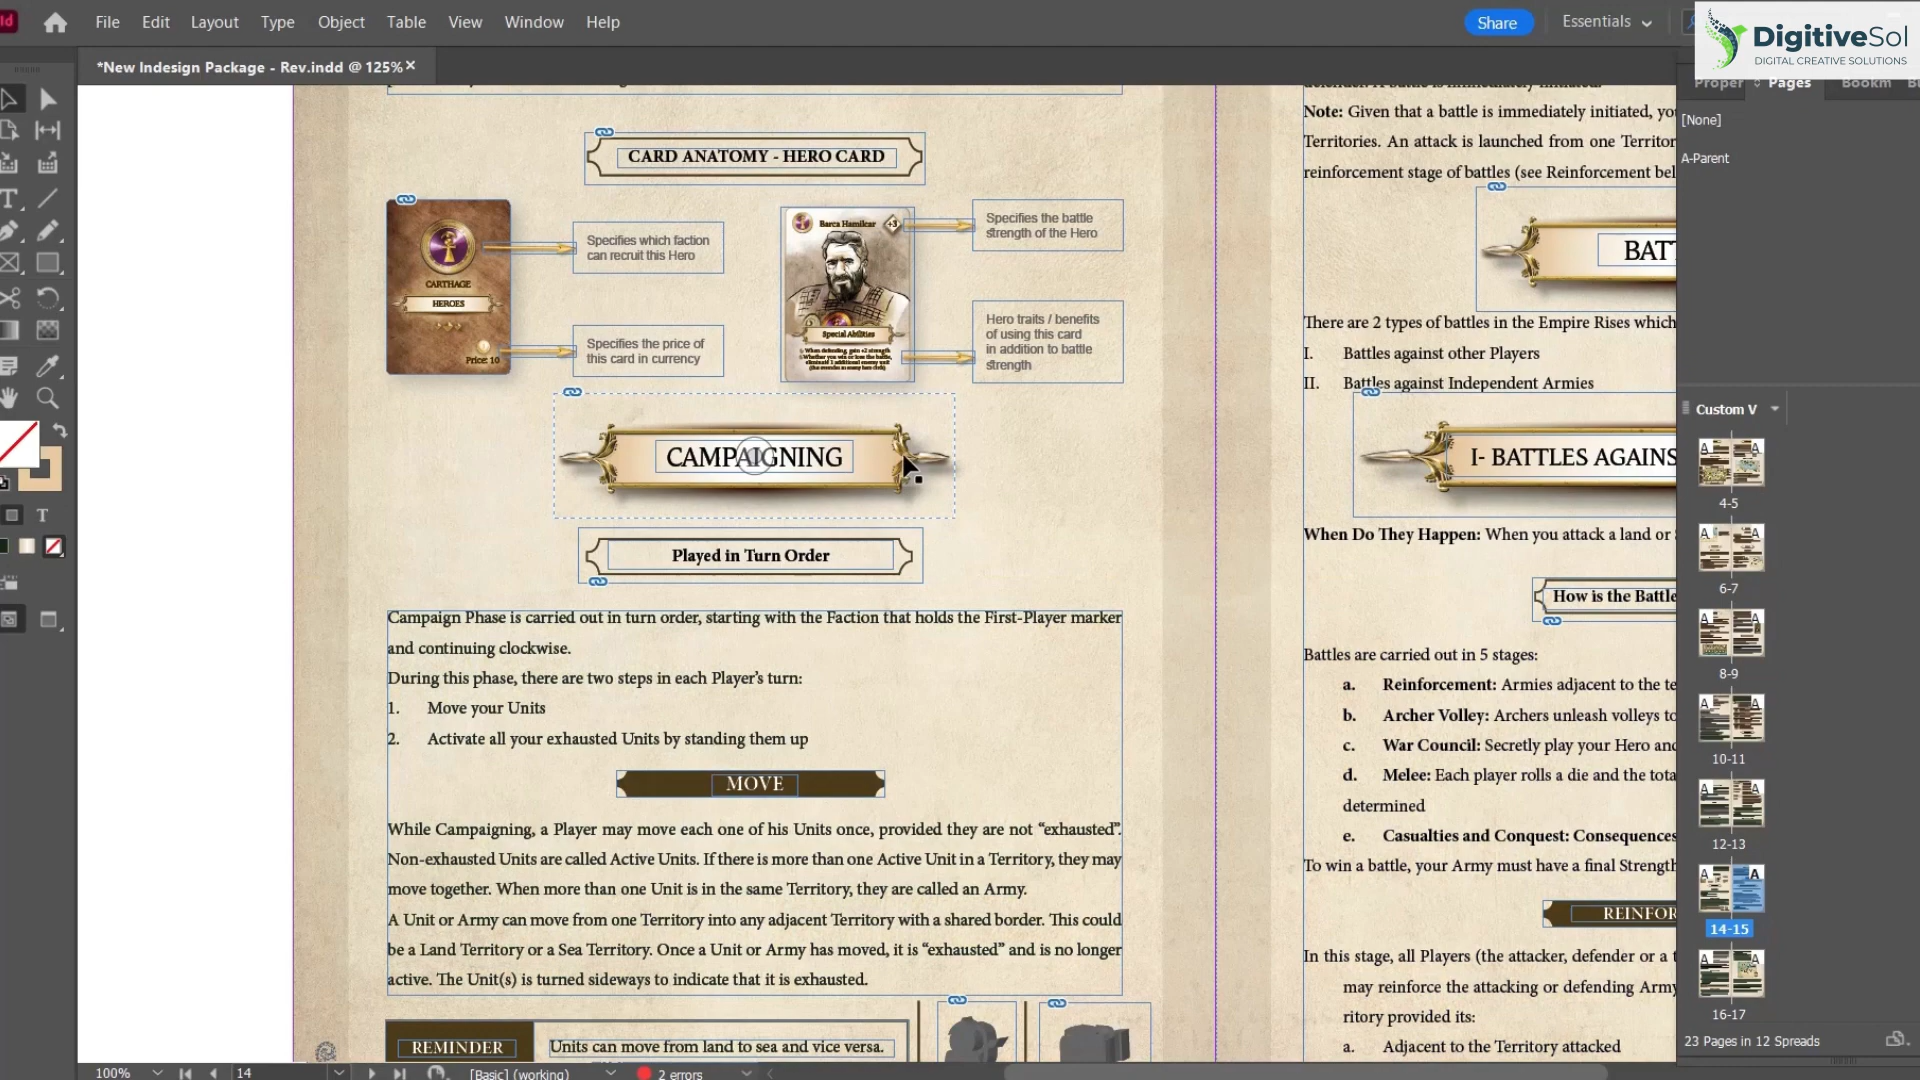 File Edit Layout Type Object Table View Window Help
Share
Essentials
DigitiveSol
DIGITAL CREATIVE SOLUTIONS
*New Indesign Package - Rev.indd @ 125% ×
Proper
Pages
Bookm
[None]
A-Parent
CARD ANATOMY - HERO CARD
CARTHAGE
HEROES
Price: 10
Specifies which faction
can recruit this Hero
Specifies the price of
this card in currency
Barca Hamilcar
+3
Special Abilities
Specifies the battle
strength of the Hero
Hero traits / benefits
of using this card
in addition to battle
strength
CAMPAIGNING
Played in Turn Order
Campaign Phase is carried out in turn order, starting with the Faction that holds the First-Player marker
and continuing clockwise.
During this phase, there are two steps in each Player’s turn:
1. Move your Units
2. Activate all your exhausted Units by standing them up
MOVE
While Campaigning, a Player may move each one of his Units once, provided they are not “exhausted”.
Non-exhausted Units are called Active Units. If there is more than one Active Unit in a Territory, they may
move together. When more than one Unit is in the same Territory, they are called an Army.
A Unit or Army can move from one Territory into any adjacent Territory with a shared border. This could
be a Land Territory or a Sea Territory. Once a Unit or Army has moved, it is “exhausted” and is no longer
active. The Unit(s) is turned sideways to indicate that it is exhausted.
REMINDER
Units can move from land to sea and vice versa.
Note: Given that a battle is immediately initiated, yo
Territories. An attack is launched from one Territor
reinforcement stage of battles (see Reinforcement bel
BAT
There are 2 types of battles in the Empire Rises which
I. Battles against other Players
II. Battles against Independent Armies
I- BATTLES AGAINS
When Do They Happen: When you attack a land or
How is the Battle
Battles are carried out in 5 stages:
a. Reinforcement: Armies adjacent to the te
b. Archer Volley: Archers unleash volleys to
c. War Council: Secretly play your Hero and
d. Melee: Each player rolls a die and the tota
determined
e. Casualties and Conquest: Consequences
To win a battle, your Army must have a final Strength
REINFOR
In this stage, all Players (the attacker, defender or a t
may reinforce the attacking or defending Army
ritory provided its:
a. Adjacent to the Territory attacked
Custom V
4-5
6-7
8-9
10-11
12-13
14-15
16-17
23 Pages in 12 Spreads
100%
14
[Basic] (working)
2 errors